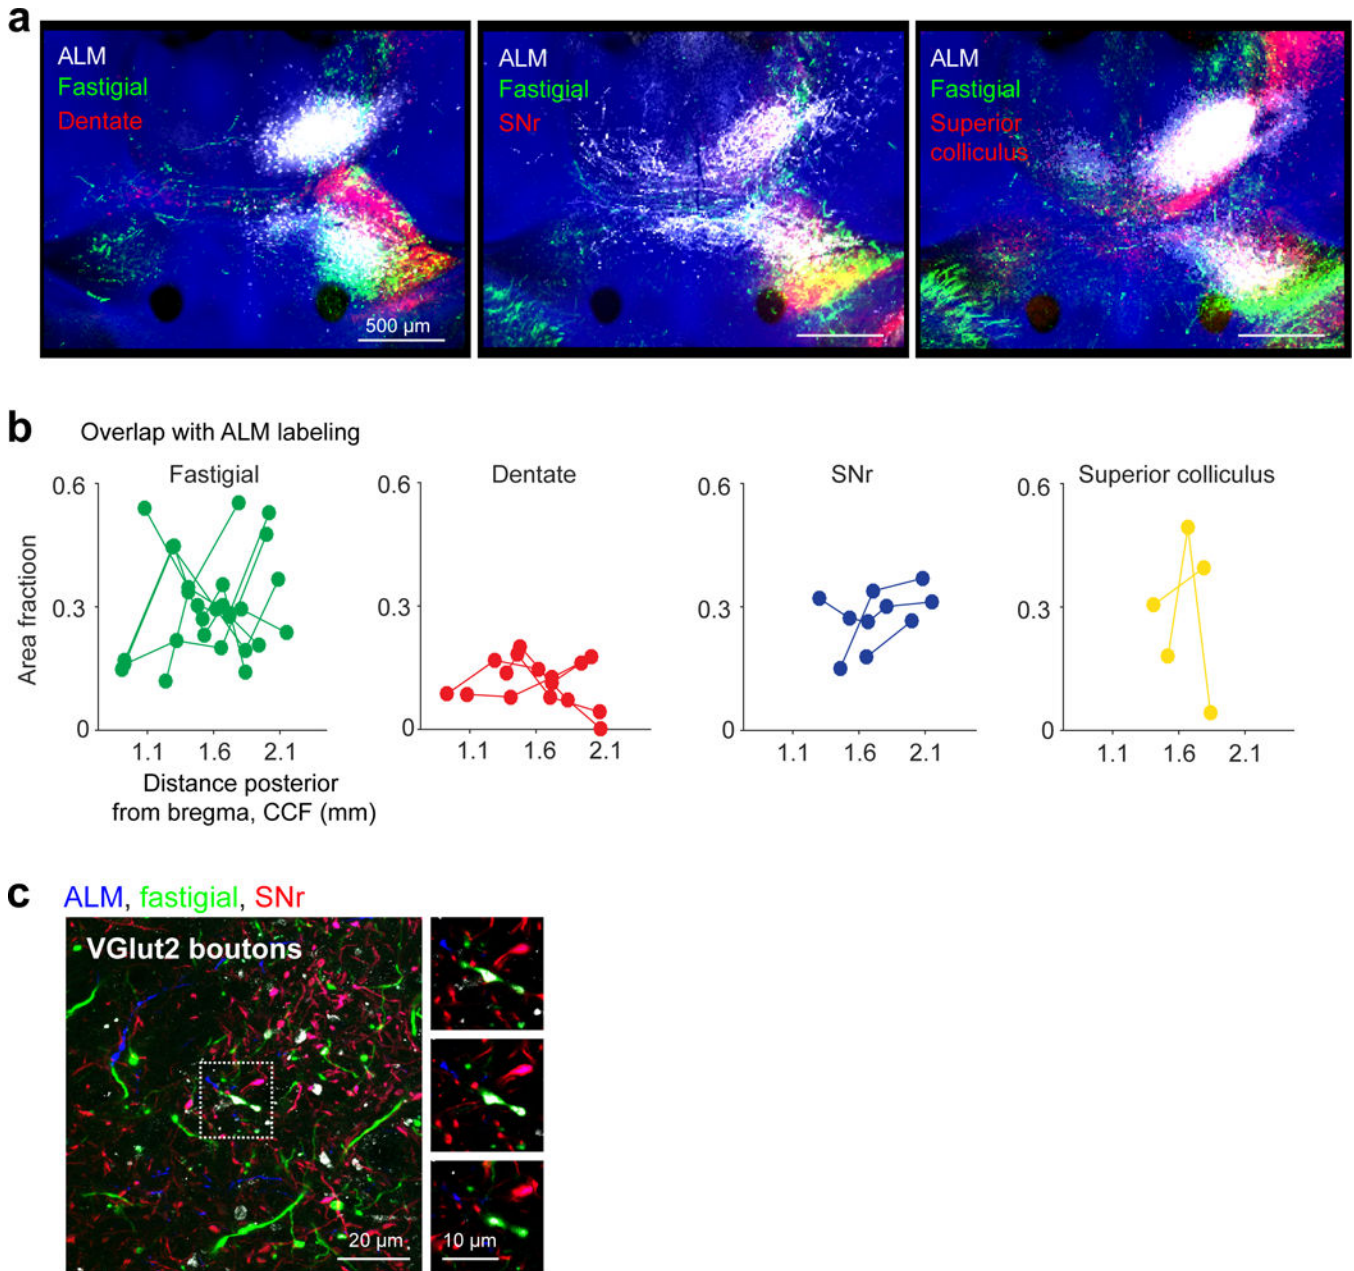 a
ALM
Fastigial
Dentate
500 µm
ALM
Fastigial
SNr
ALM
Fastigial
Superior
colliculus
b
Overlap with ALM labeling
Fastigial
Dentate
SNr
Superior colliculus
Area fractioon
0.6
0.3
0
1.1 1.6 2.1
0.6
0.3
0
1.1 1.6 2.1
0.6
0.3
0
1.1 1.6 2.1
0.6
0.3
0
1.1 1.6 2.1
Distance posterior
from bregma, CCF (mm)
c
ALM, fastigial, SNr
VGlut2 boutons
20 µm
10 µm